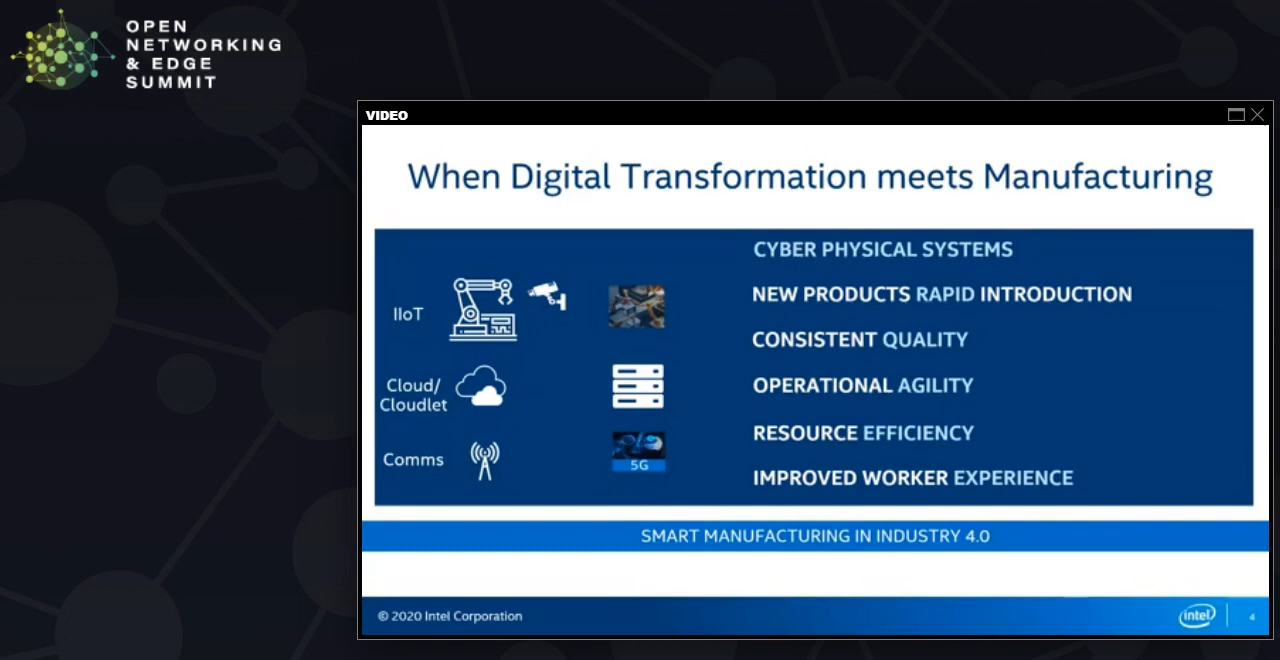 OPEN
NETWORKING
& EDGE
SUMMIT
VIDEO
When Digital Transformation meets Manufacturing
CYBER PHYSICAL SYSTEMS
IIoT
NEW PRODUCTS RAPID INTRODUCTION
CONSISTENT QUALITY
Cloud/
Cloudlet
OPERATIONAL AGILITY
RESOURCE EFFICIENCY
Comms
5G
IMPROVED WORKER EXPERIENCE
SMART MANUFACTURING IN INDUSTRY 4.0
© 2020 Intel Corporation
intel
4